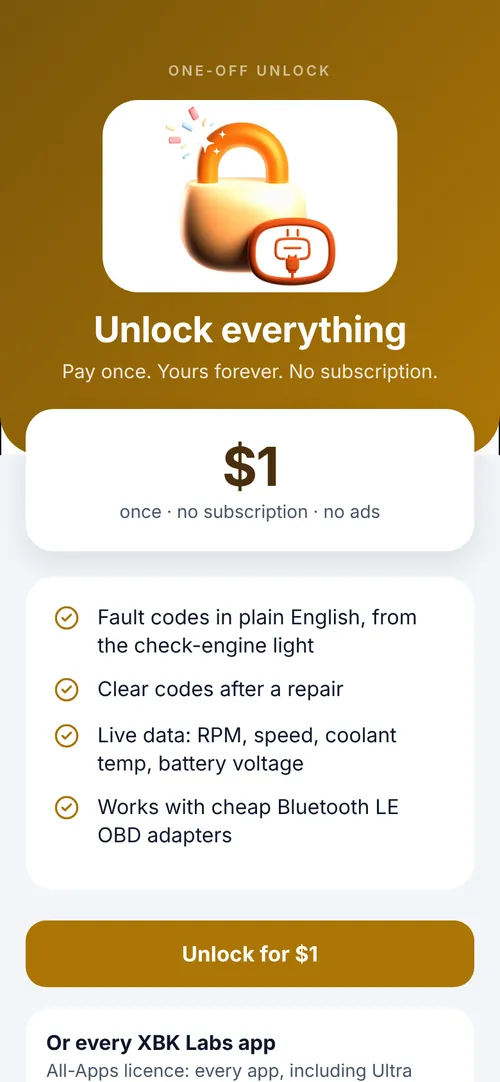 ONE-OFF UNLOCK
Unlock everything
Pay once. Yours forever. No subscription.
$1
once · no subscription · no ads
Fault codes in plain English, from
the check-engine light
Clear codes after a repair
Live data: RPM, speed, coolant
temp, battery voltage
Works with cheap Bluetooth LE
OBD adapters
Unlock for $1
Or every XBK Labs app
All-Apps licence: every app, including Ultra